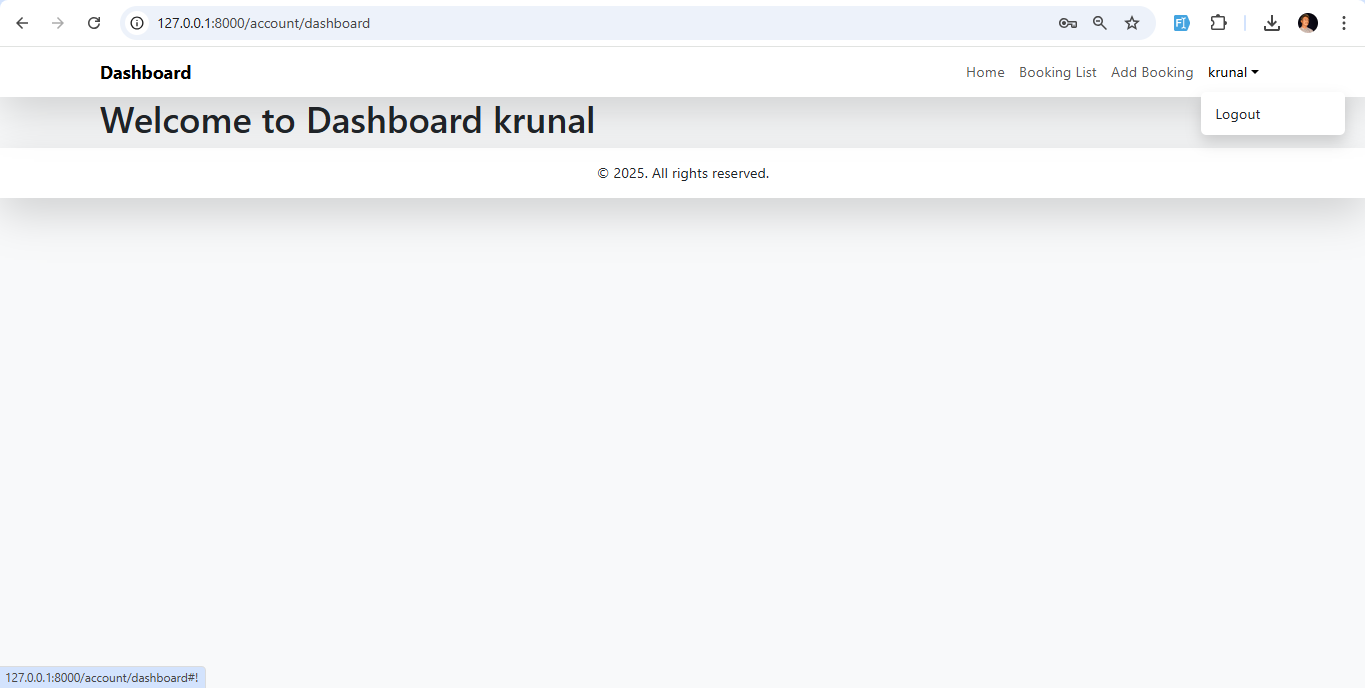 127.0.0.1:8000/account/dashboard
Dashboard
Home Booking List Add Booking krunal
Logout
Welcome to Dashboard krunal
© 2025. All rights reserved.
127.0.0.1:8000/account/dashboard#!